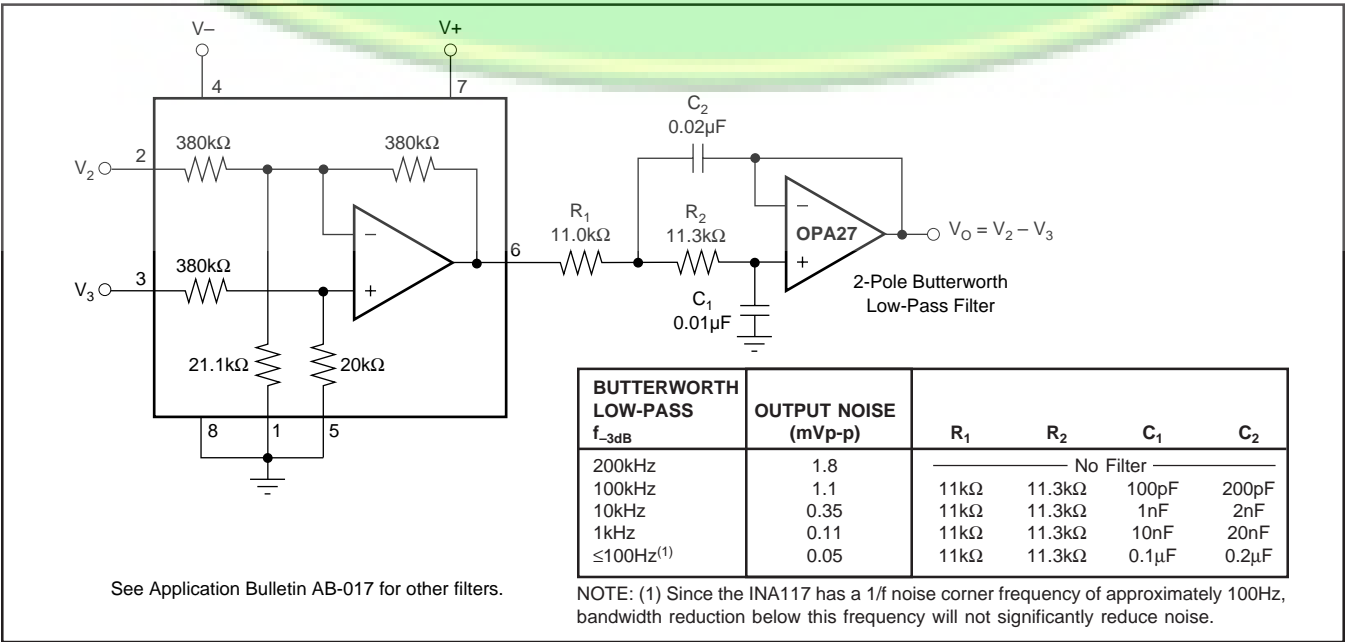 V–
V+
4
7
C2
0.02µF
380kΩ
380kΩ
V2
2
R1
11.0kΩ
R2
11.3kΩ
–
OPA27
+
VO = V2 – V3
2-Pole Butterworth
Low-Pass Filter
–
+
6
380kΩ
V3
3
C1
0.01µF
21.1kΩ
20kΩ
8
1
5
BUTTERWORTH
LOW-PASS
f–3dB
OUTPUT NOISE
(mVp-p)
R1
R2
C1
C2
200kHz 1.8 No Filter
100kHz 1.1 11kΩ 11.3kΩ 100pF 200pF
10kHz 0.35 11kΩ 11.3kΩ 1nF 2nF
1kHz 0.11 11kΩ 11.3kΩ 10nF 20nF
≤100Hz(1) 0.05 11kΩ 11.3kΩ 0.1µF 0.2µF
See Application Bulletin AB-017 for other filters.
NOTE: (1) Since the INA117 has a 1/f noise corner frequency of approximately 100Hz,
bandwidth reduction below this frequency will not significantly reduce noise.